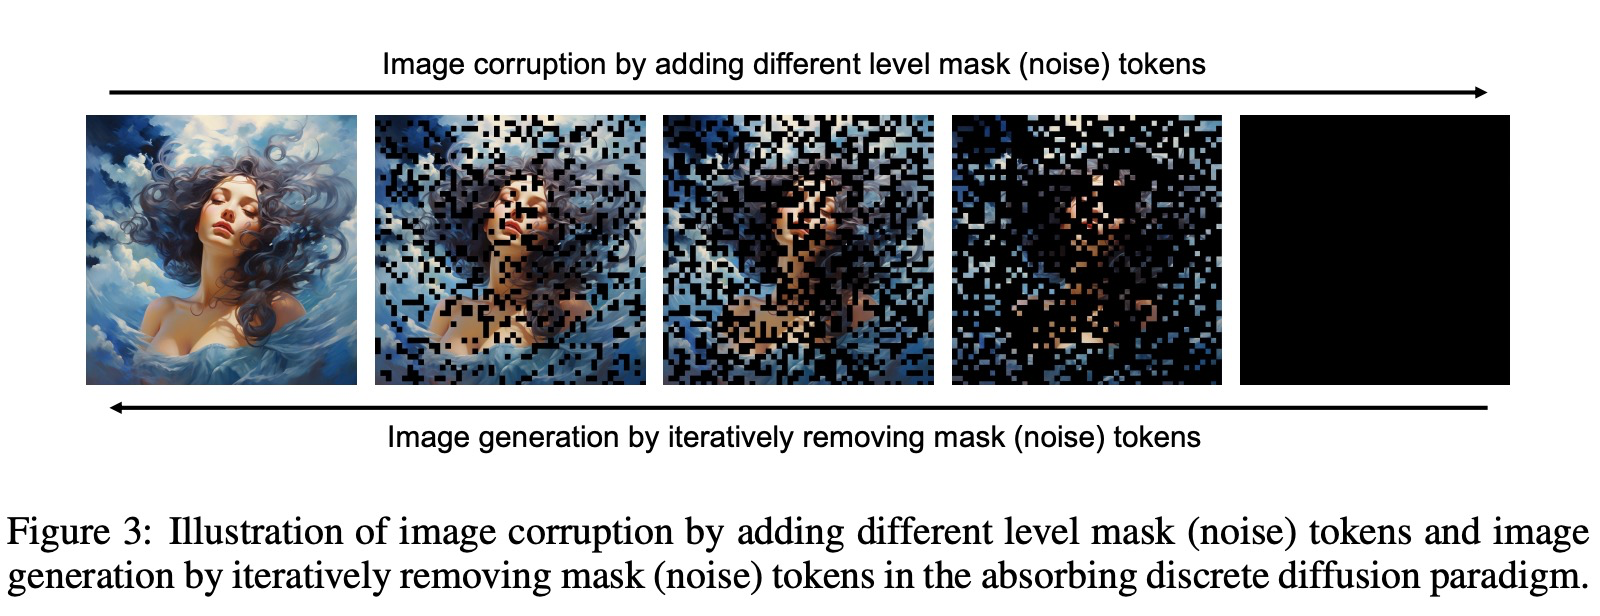 Image corruption by adding different level mask (noise) tokens
Image generation by iteratively removing mask (noise) tokens
Figure 3: Illustration of image corruption by adding different level mask (noise) tokens and image
generation by iteratively removing mask (noise) tokens in the absorbing discrete diffusion paradigm.